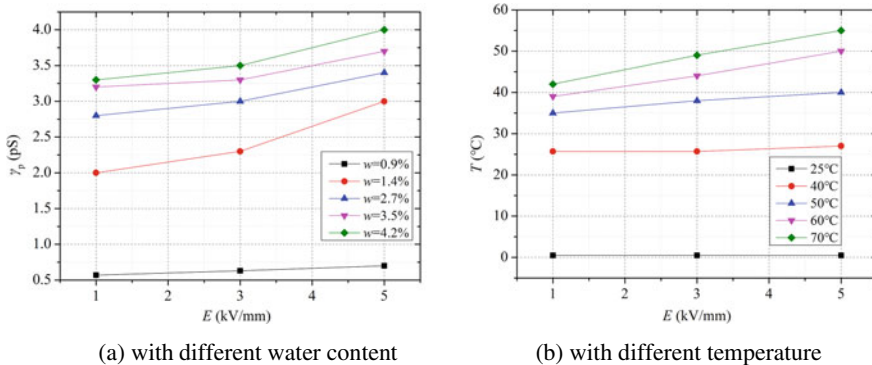 4.0
3.5
3.0
2.5
2.0
1.5
1.0
0.5
γp (pS)
w=0.9%
w=1.4%
w=2.7%
w=3.5%
w=4.2%
1 2 3 4 5
E (kV/mm)
(a) with different water content
60
50
40
30
20
10
0
T (°C)
25°C
40°C
50°C
60°C
70°C
1 2 3 4 5
E (kV/mm)
(b) with different temperature